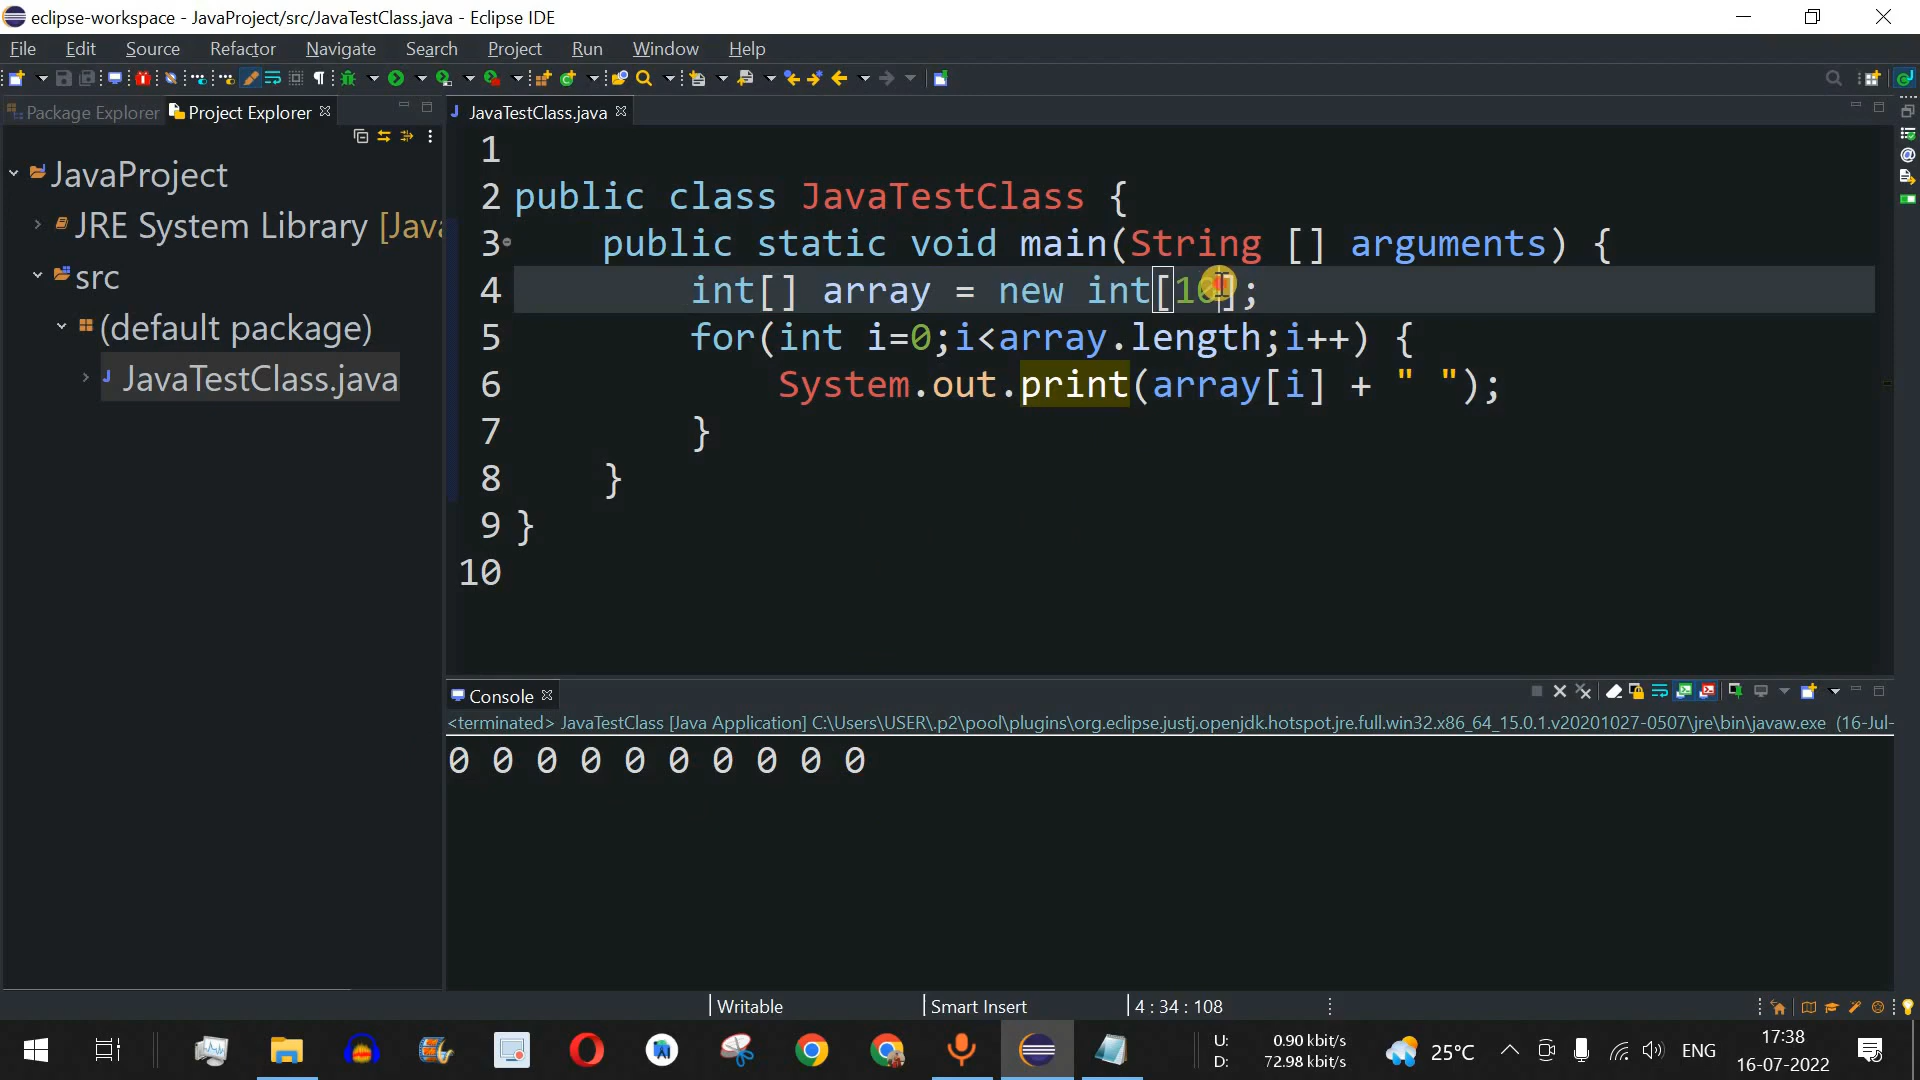 eclipse-workspace - JavaProject/src/JavaTestClass.java - Eclipse IDE
File Edit Source Refactor Navigate Search Project Run Window Help
Package Explorer Project Explorer
JavaTestClass.java
JavaProject
JRE System Library [Java
src
(default package)
JavaTestClass.java
1
2 public class JavaTestClass {
3 public static void main(String [] arguments) {
4 int[] array = new int[10];
5 for(int i=0;i<array.length;i++) {
6 System.out.print(array[i] + " ");
7 }
8 }
9 }
10
Console
<terminated> JavaTestClass [Java Application] C:\Users\USER\.p2\pool\plugins\org.eclipse.justj.openjdk.hotspot.jre.full.win32.x86_64_15.0.1.v20201027-0507\jre\bin\javaw.exe (16-Jul-
0 0 0 0 0 0 0 0 0 0
Writable Smart Insert 4 : 34 : 108
U: 0.90 kbit/s
D: 72.98 kbit/s
25°C
ENG
17:38
16-07-2022